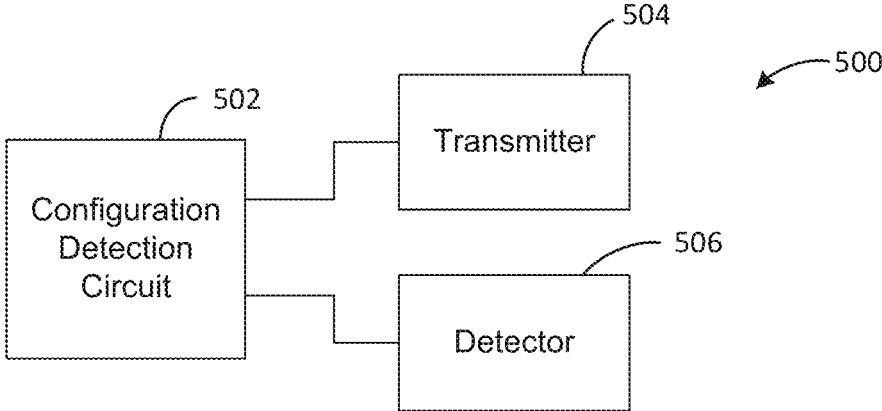 504
500
502
Transmitter
Configuration
Detection
Circuit
506
Detector